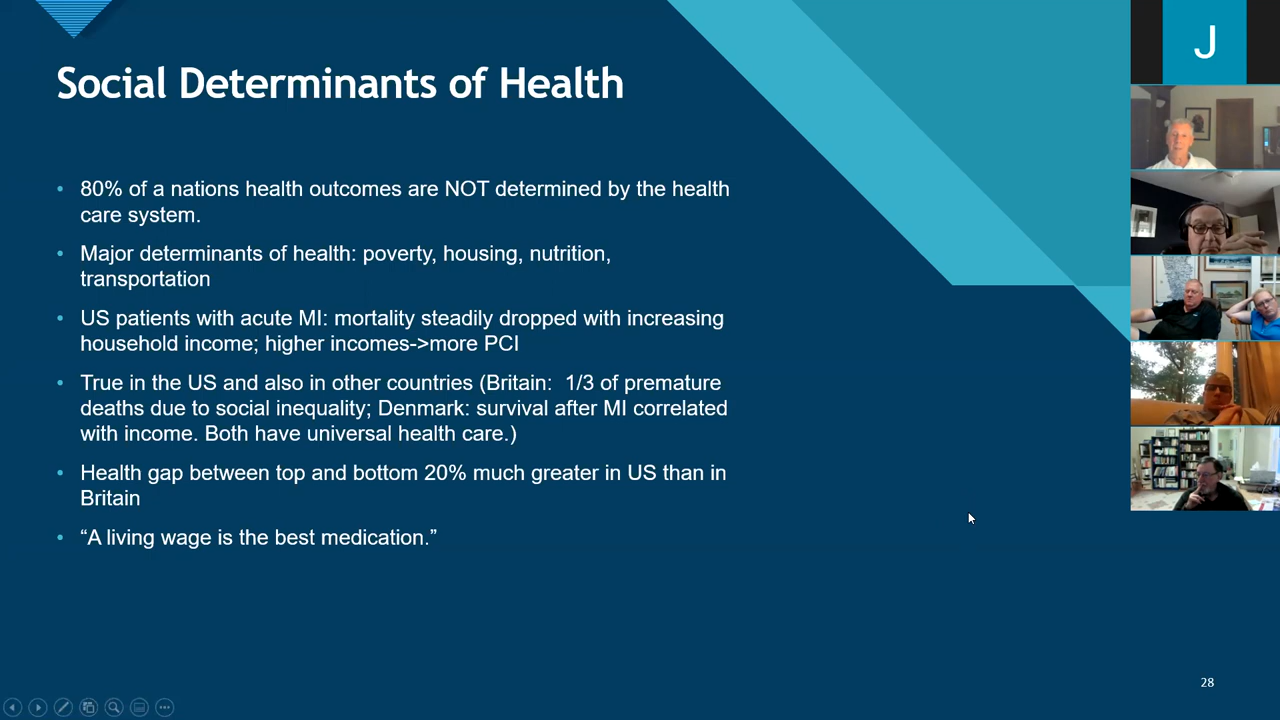 Social Determinants of Health
• 80% of a nations health outcomes are NOT determined by the health
care system.
• Major determinants of health: poverty, housing, nutrition,
transportation
• US patients with acute MI: mortality steadily dropped with increasing
household income; higher incomes->more PCI
• True in the US and also in other countries (Britain:  1/3 of premature
deaths due to social inequality; Denmark: survival after MI correlated
with income. Both have universal health care.)
• Health gap between top and bottom 20% much greater in US than in
Britain
• “A living wage is the best medication.”
J
28